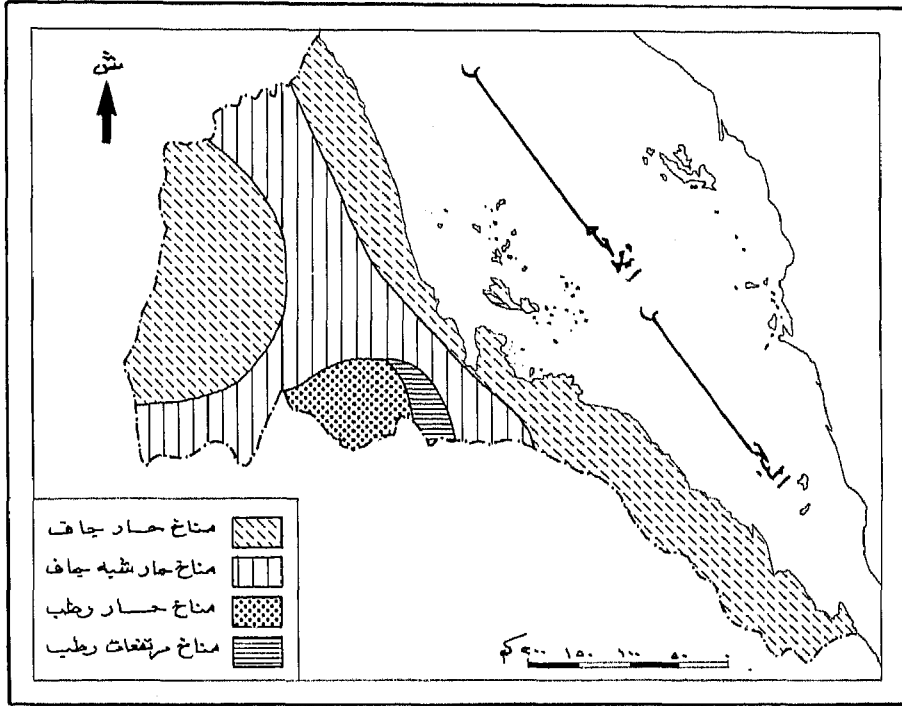 ش
البحر
الأحمر
مناخ حار جاف
مناخ حار شبه جاف
مناخ حار رطب
مناخ مرتفعات رطب
٢٠٠ كم ١٥٠ ١٠٠ ٥٠ ٠